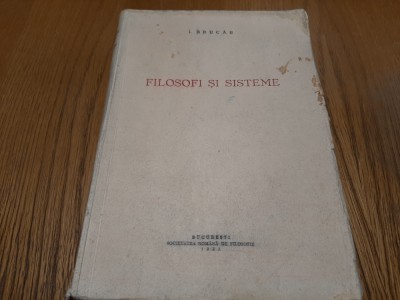 I. BRUCAR
FILOSOFI ȘI SISTEME
BUCUREȘTI
SOCIETATEA ROMÂNĂ DE FILOSOFIE